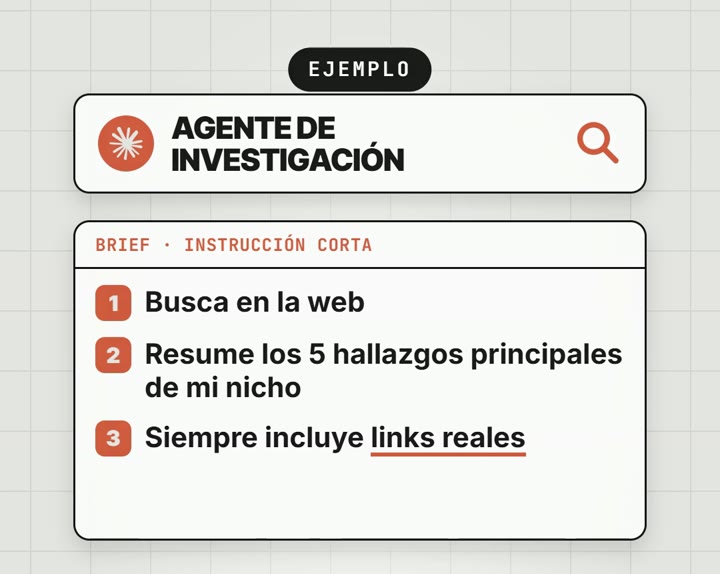 EJEMPLO
AGENTE DE
INVESTIGACIÓN
BRIEF · INSTRUCCIÓN CORTA
1 Busca en la web
2 Resume los 5 hallazgos principales
de mi nicho
3 Siempre incluye links reales